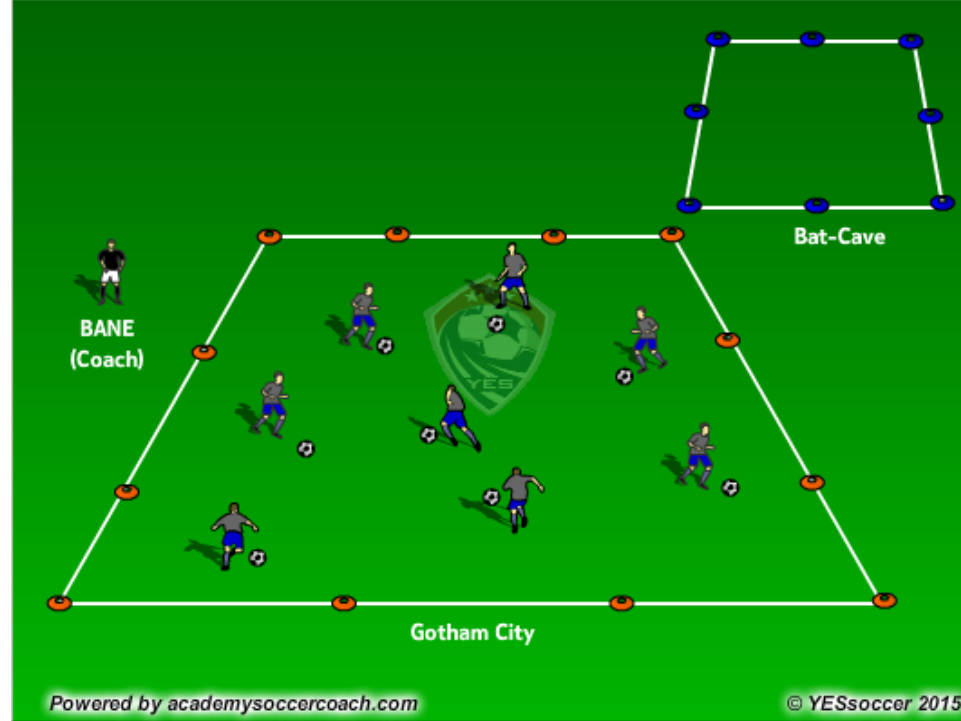 Bat-Cave
BANE
(Coach)
YES
Gotham City
Powered by academysoccercoach.com
© YESsoccer 2015